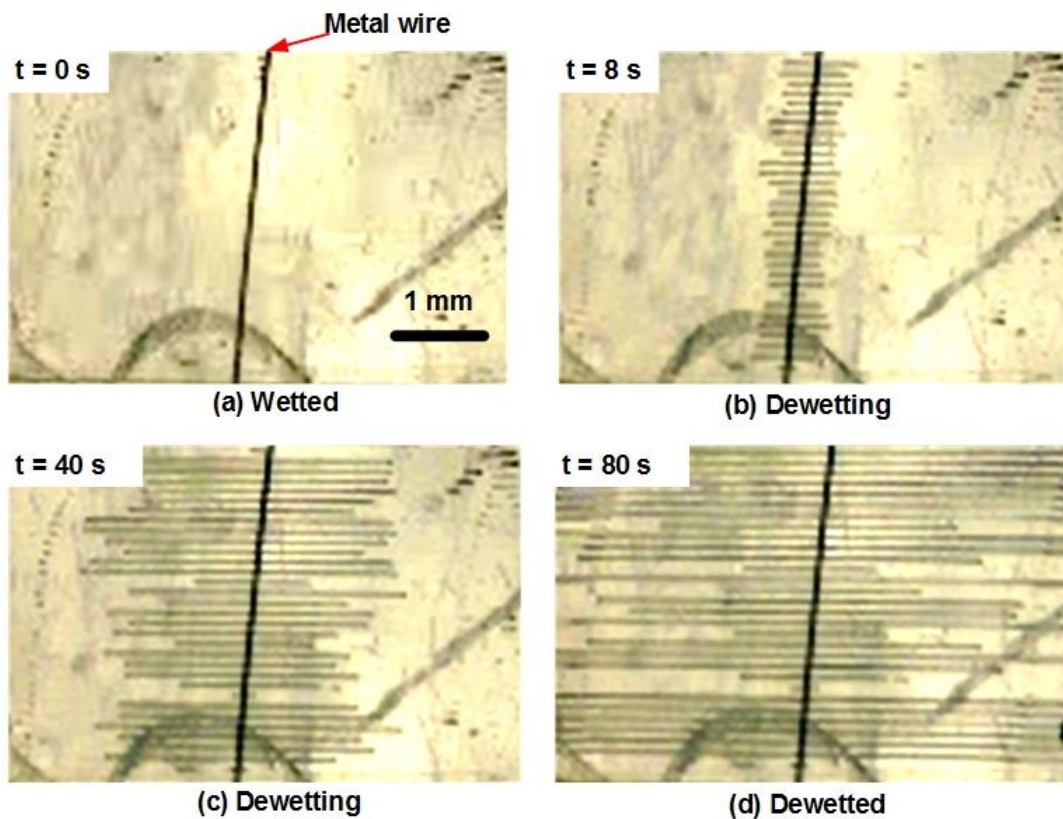 Metal wire
t = 0 s
t = 8 s
1 mm
(a) Wetted
(b) Dewetting
t = 40 s
t = 80 s
(c) Dewetting
(d) Dewetted